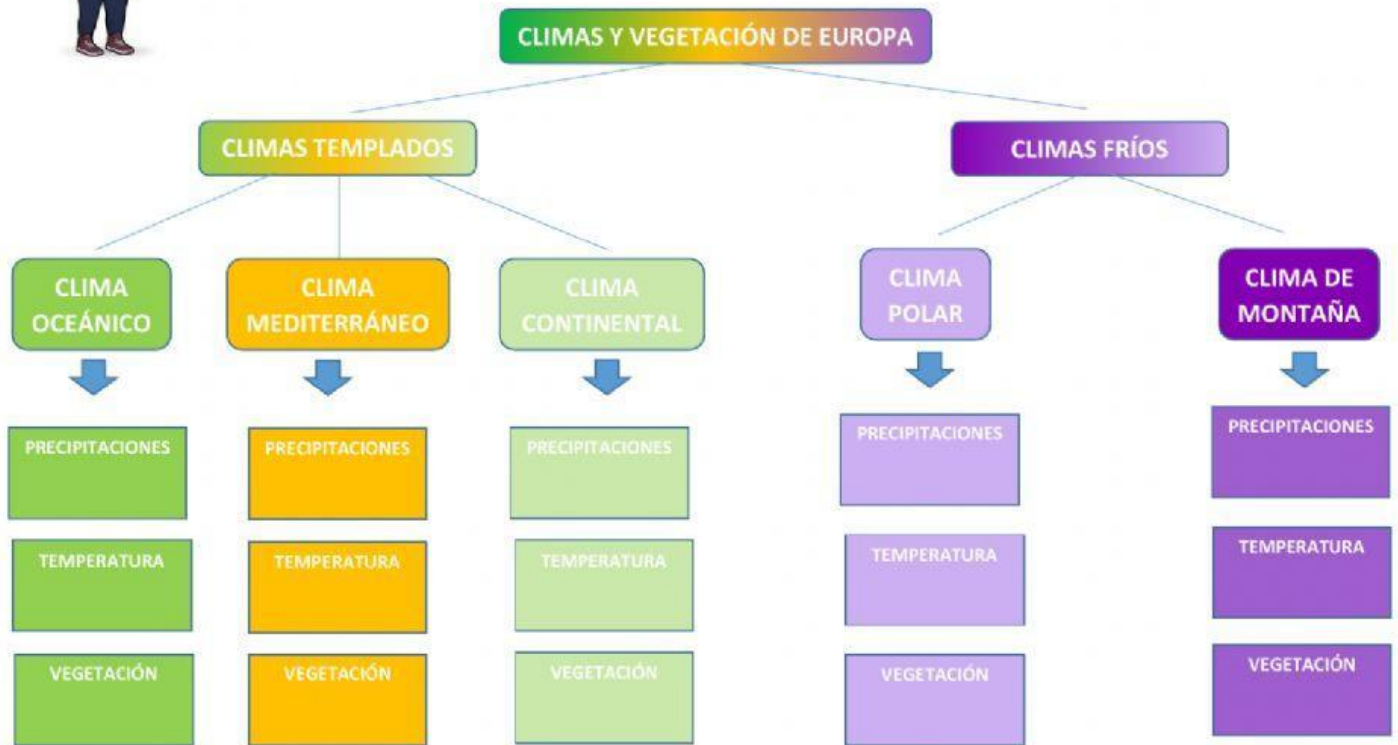 CLIMAS Y VEGETACIÓN DE EUROPA
CLIMAS TEMPLADOS
CLIMAS FRÍOS
CLIMA
OCEÁNICO
CLIMA
MEDITERRÁNEO
CLIMA
CONTINENTAL
CLIMA
POLAR
CLIMA DE
MONTAÑA
PRECIPITACIONES
PRECIPITACIONES
PRECIPITACIONES
PRECIPITACIONES
PRECIPITACIONES
TEMPERATURA
TEMPERATURA
TEMPERATURA
TEMPERATURA
TEMPERATURA
VEGETACIÓN
VEGETACIÓN
VEGETACIÓN
VEGETACIÓN
VEGETACIÓN